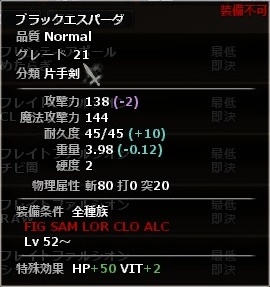 装備不可
ブラックエスパーダ
品質 Normal
グレード 21
分類 片手剣
攻撃力 138 (-2)
魔法攻撃力 144
耐久度 45/45 (+10)
重量 3.98 (-0.12)
硬度 2
物理属性 斬80 打0 突20
装備条件 全種族
FIG SAM LOR CLO ALC
Lv 52～
特殊効果 HP+50 VIT+2